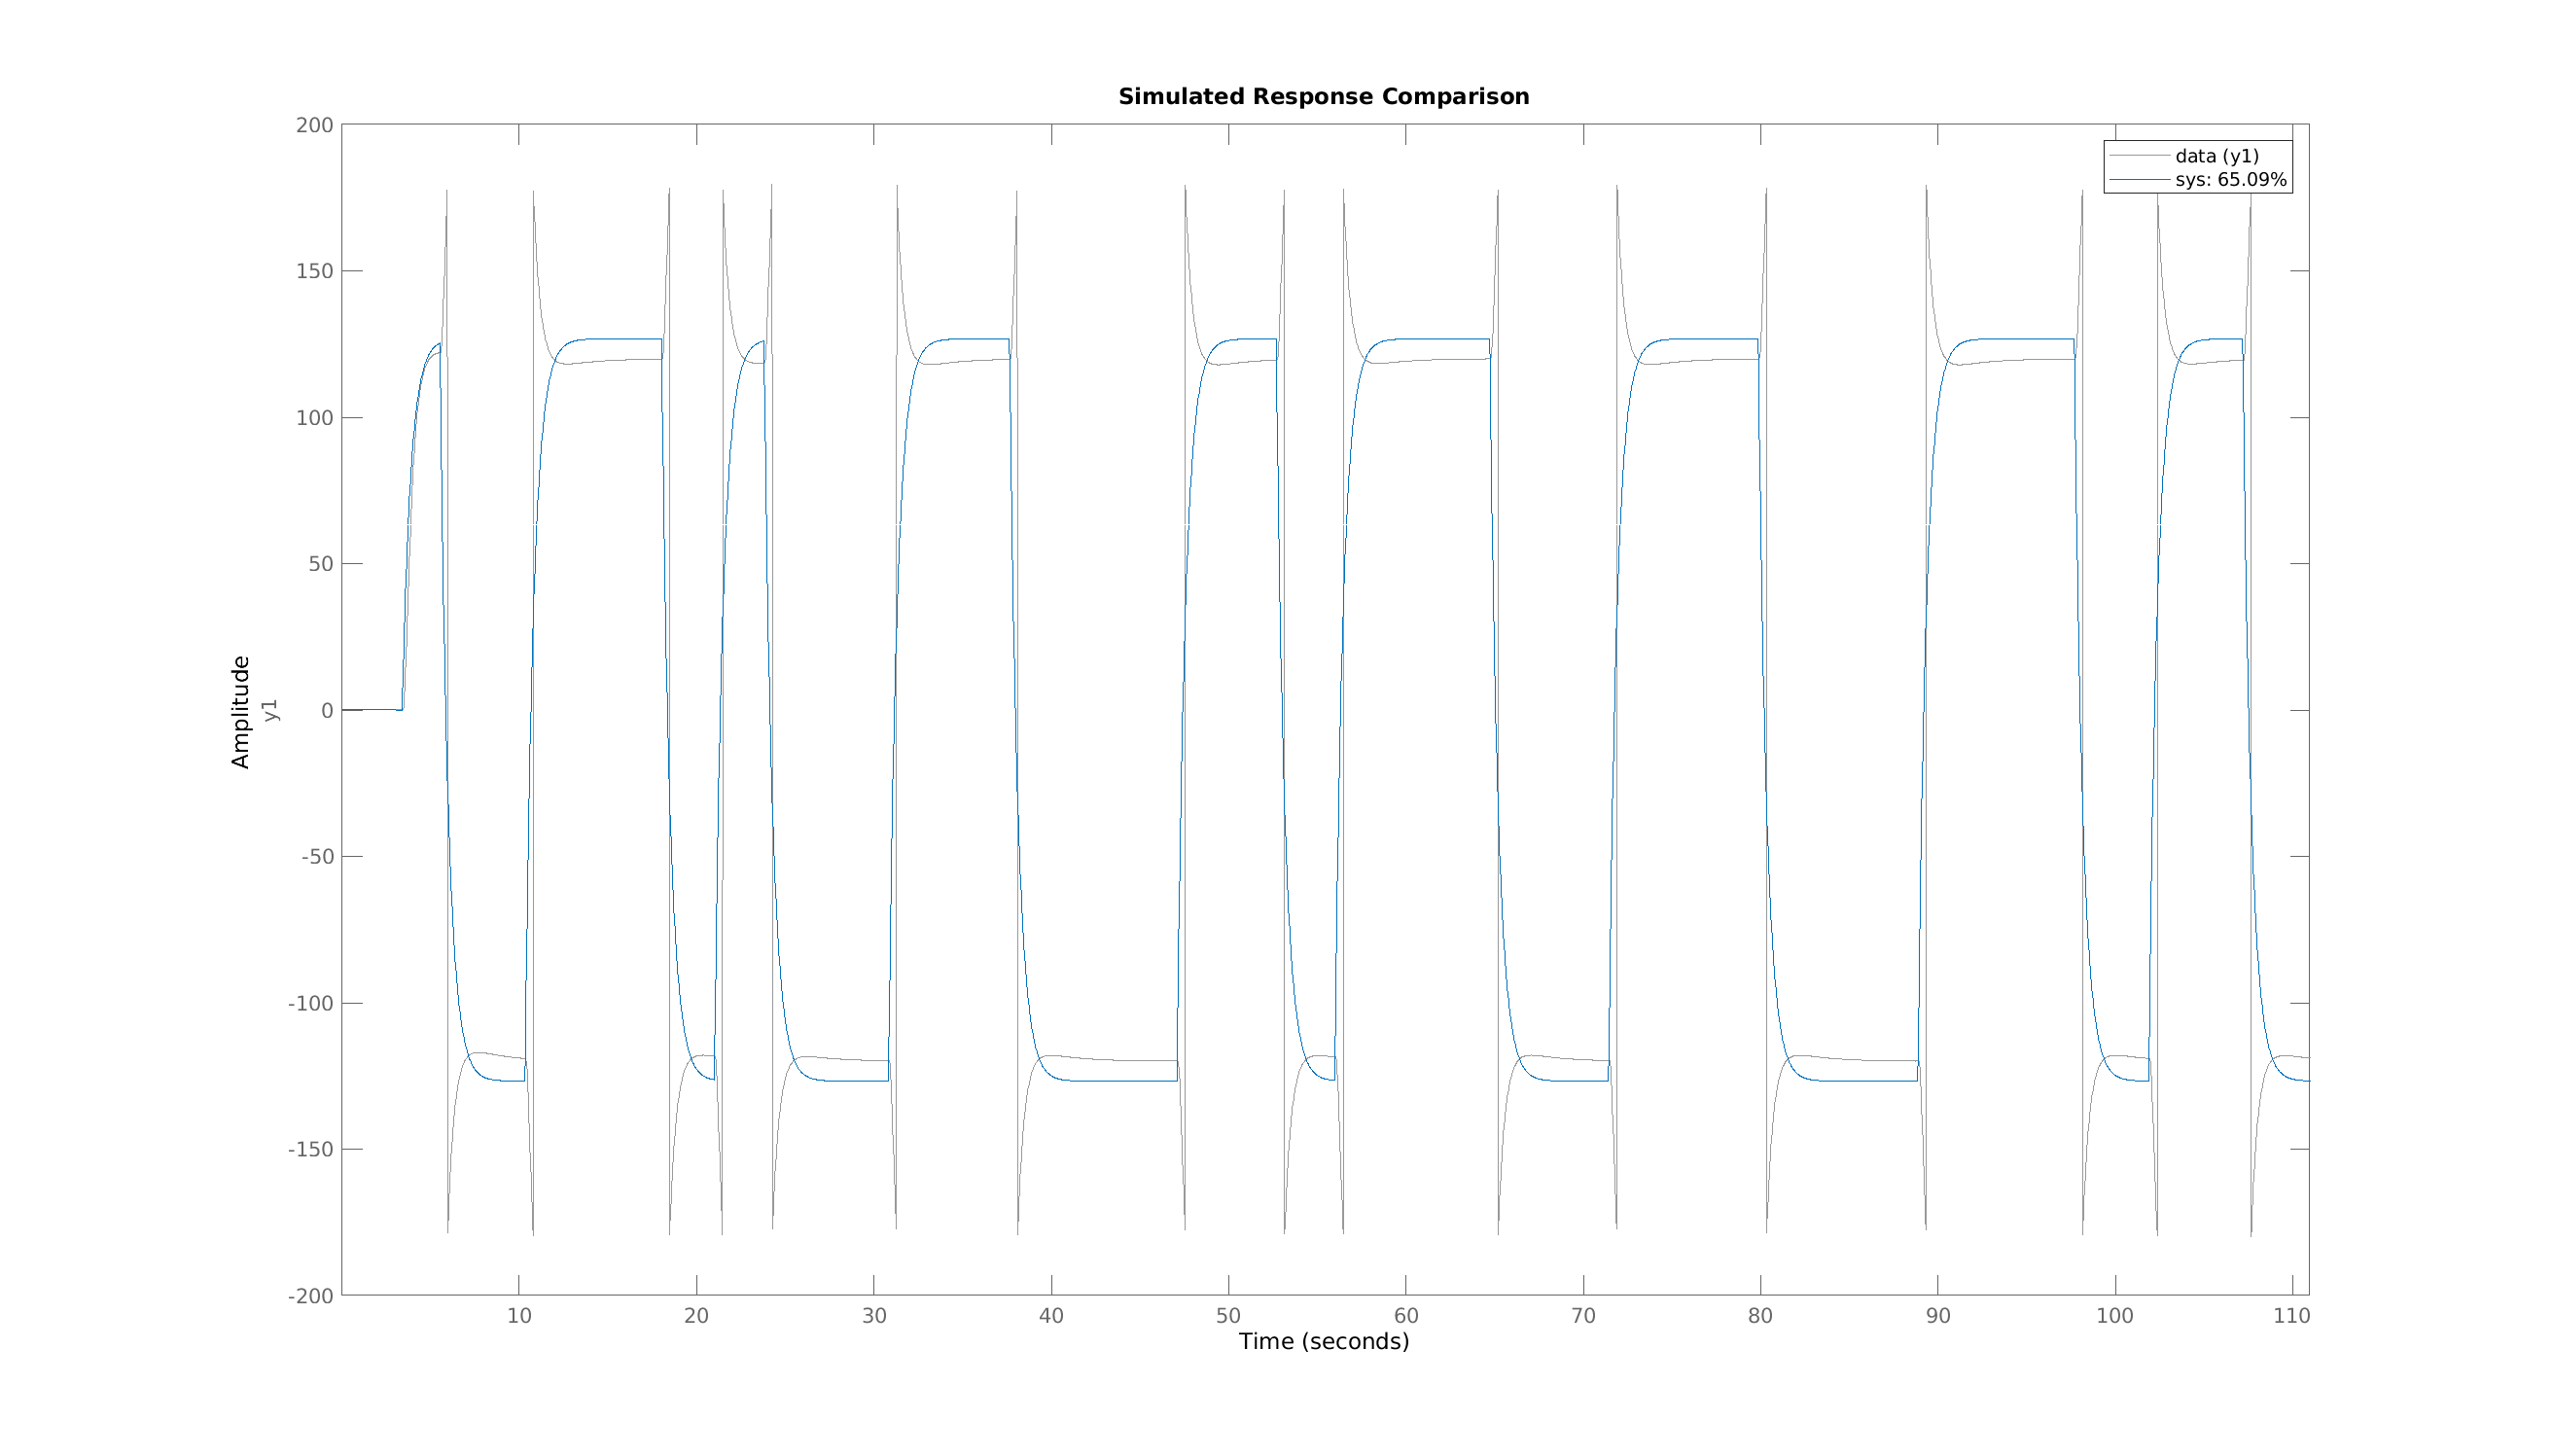 Simulated Response Comparison
200
150
100
50
0
-50
-100
-150
-200
Amplitude
y1
data (y1)
sys: 65.09%
10 20 30 40 50 60 70 80 90 100 110
Time (seconds)